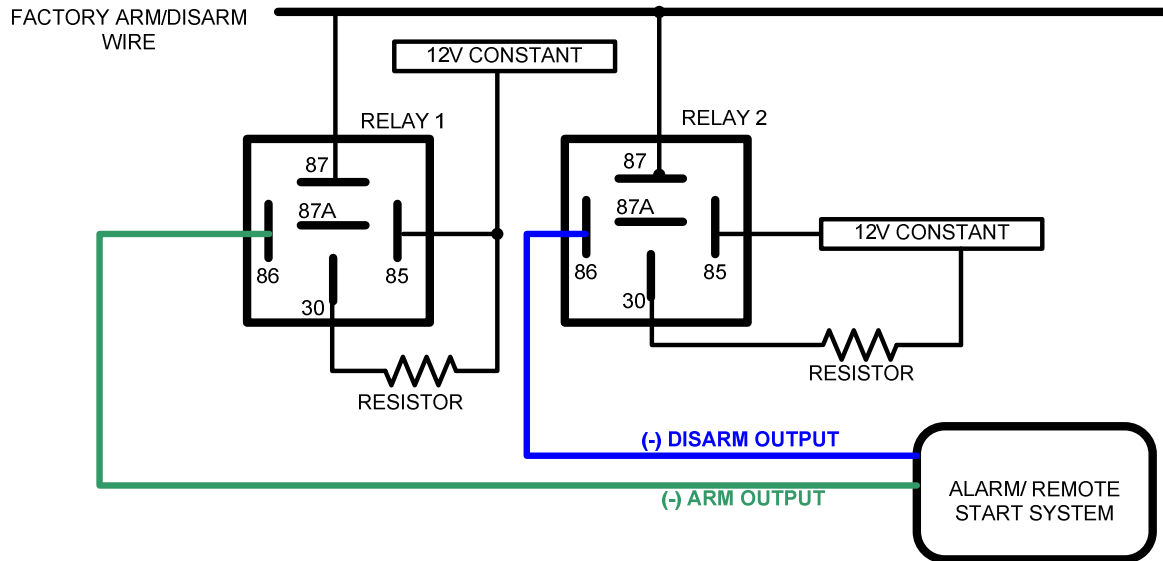 FACTORY ARM/DISARM
WIRE
12V CONSTANT
RELAY 1
RELAY 2
87
87A
86
85
30
87
87A
86
85
30
12V CONSTANT
RESISTOR
RESISTOR
(-) DISARM OUTPUT
(-) ARM OUTPUT
ALARM/ REMOTE
START SYSTEM